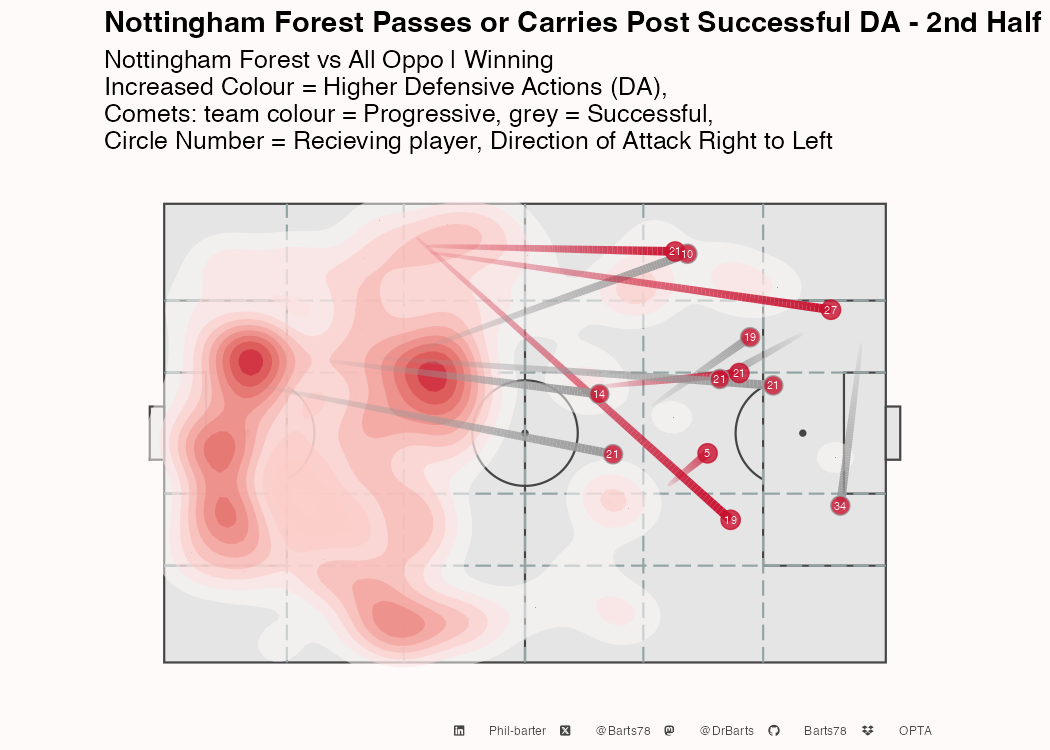 Nottingham Forest Passes or Carries Post Successful DA - 2nd Half
Nottingham Forest vs All Oppo | Winning
Increased Colour = Higher Defensive Actions (DA),
Comets: team colour = Progressive, grey = Successful,
Circle Number = Recieving player, Direction of Attack Right to Left
21 10
27
19
21 21
21
14
21
5
34
19
Phil-barter @Barts78 @DrBarts Barts78 OPTA